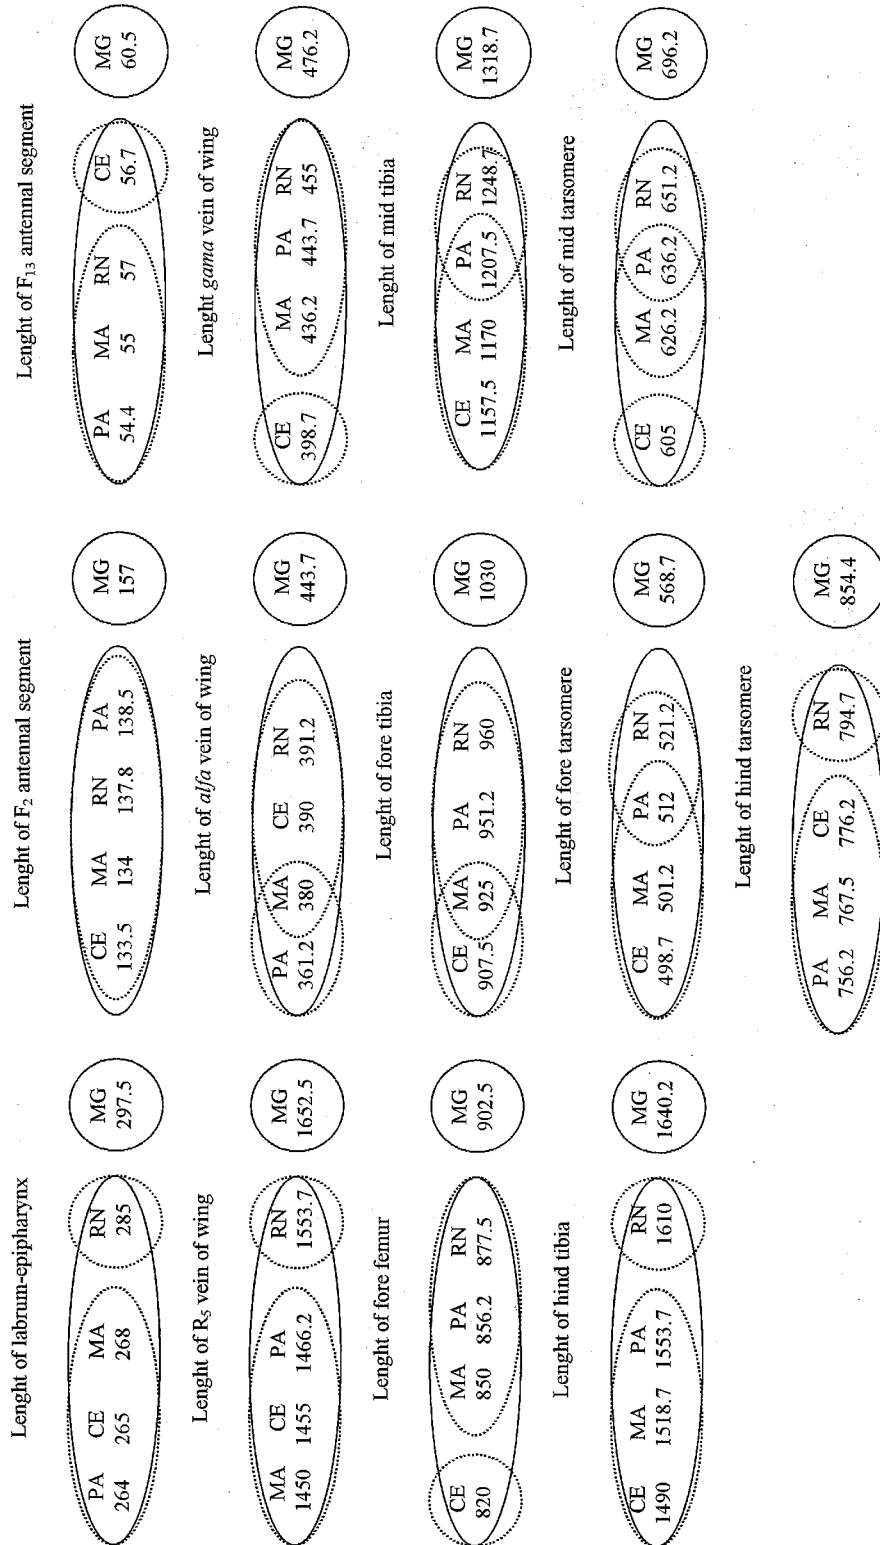 Lenght of labrum-epipharynx
PA CE MA RN MG
264 265 268 285 297.5
Lenght of F2 antennal segment
CE MA RN PA MG
133.5 134 137.8 138.5 157
Lenght of F13 antennal segment
PA MA RN CE MG
54.4 55 57 56.7 60.5
Lenght of R5 vein of wing
MA CE PA RN MG
1450 1455 1466.2 1553.7 1652.5
Lenght of alfa vein of wing
PA MA CE RN MG
361.2 380 390 391.2 443.7
Lenght gama vein of wing
CE MA PA RN MG
398.7 436.2 443.7 455 476.2
Lenght of fore femur
CE MA PA RN MG
820 850 856.2 877.5 902.5
Lenght of fore tibia
CE MA PA RN MG
907.5 925 951.2 960 1030
Lenght of mid tibia
CE MA PA RN MG
1157.5 1170 1207.5 1248.7 1318.7
Lenght of hind tibia
CE MA PA RN MG
1490 1518.7 1553.7 1610 1640.2
Lenght of fore tarsomere
CE MA PA RN MG
498.7 501.2 512 521.2 568.7
Lenght of mid tarsomere
CE MA PA RN MG
605 626.2 636.2 651.2 696.2
Lenght of hind tarsomere
PA MA CE RN MG
756.2 767.5 776.2 794.7 854.4